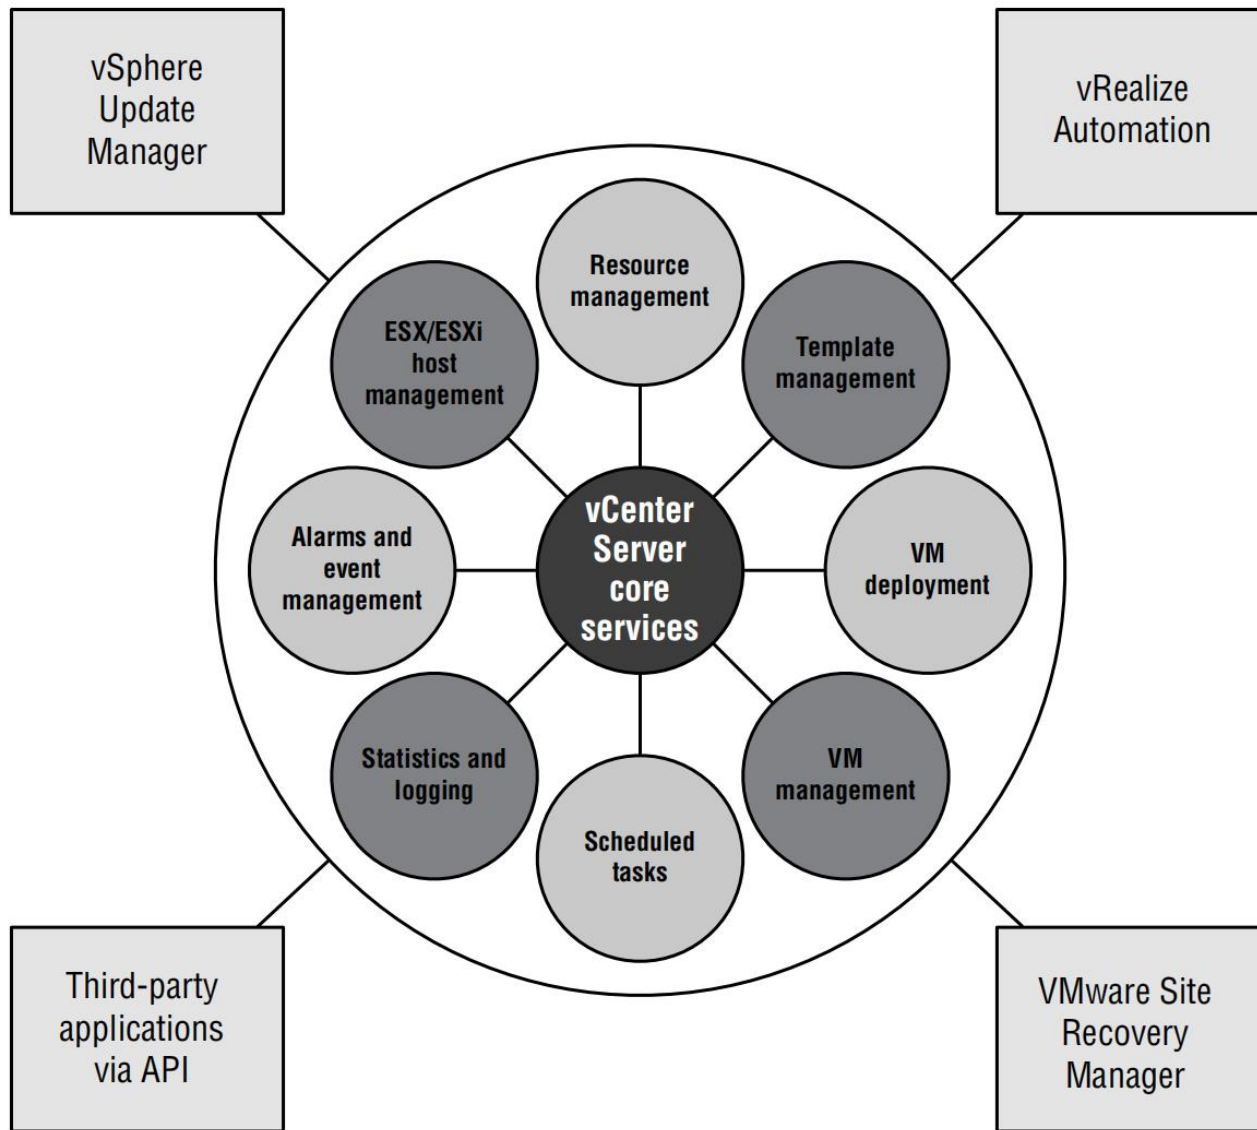 vSphere
Update
Manager
vRealize
Automation
Resource
management
ESX/ESXi
host
management
Template
management
vCenter
Server
core
services
Alarms and
event
management
VM
deployment
Statistics and
logging
VM
management
Scheduled
tasks
Third-party
applications
via API
VMware Site
Recovery
Manager